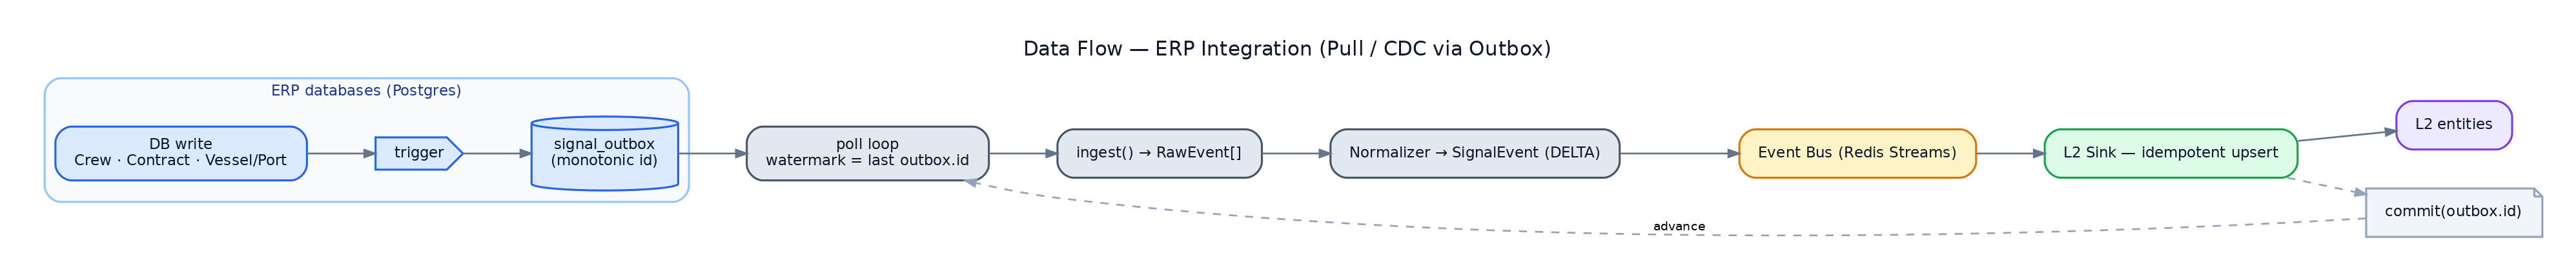 Data Flow — ERP Integration (Pull / CDC via Outbox)
ERP databases (Postgres)
DB write
Crew · Contract · Vessel/Port
trigger
signal_outbox
(monotonic id)
poll loop
watermark = last outbox.id
ingest() → RawEvent[]
Normalizer → SignalEvent (DELTA)
Event Bus (Redis Streams)
L2 Sink — idempotent upsert
L2 entities
commit(outbox.id)
advance